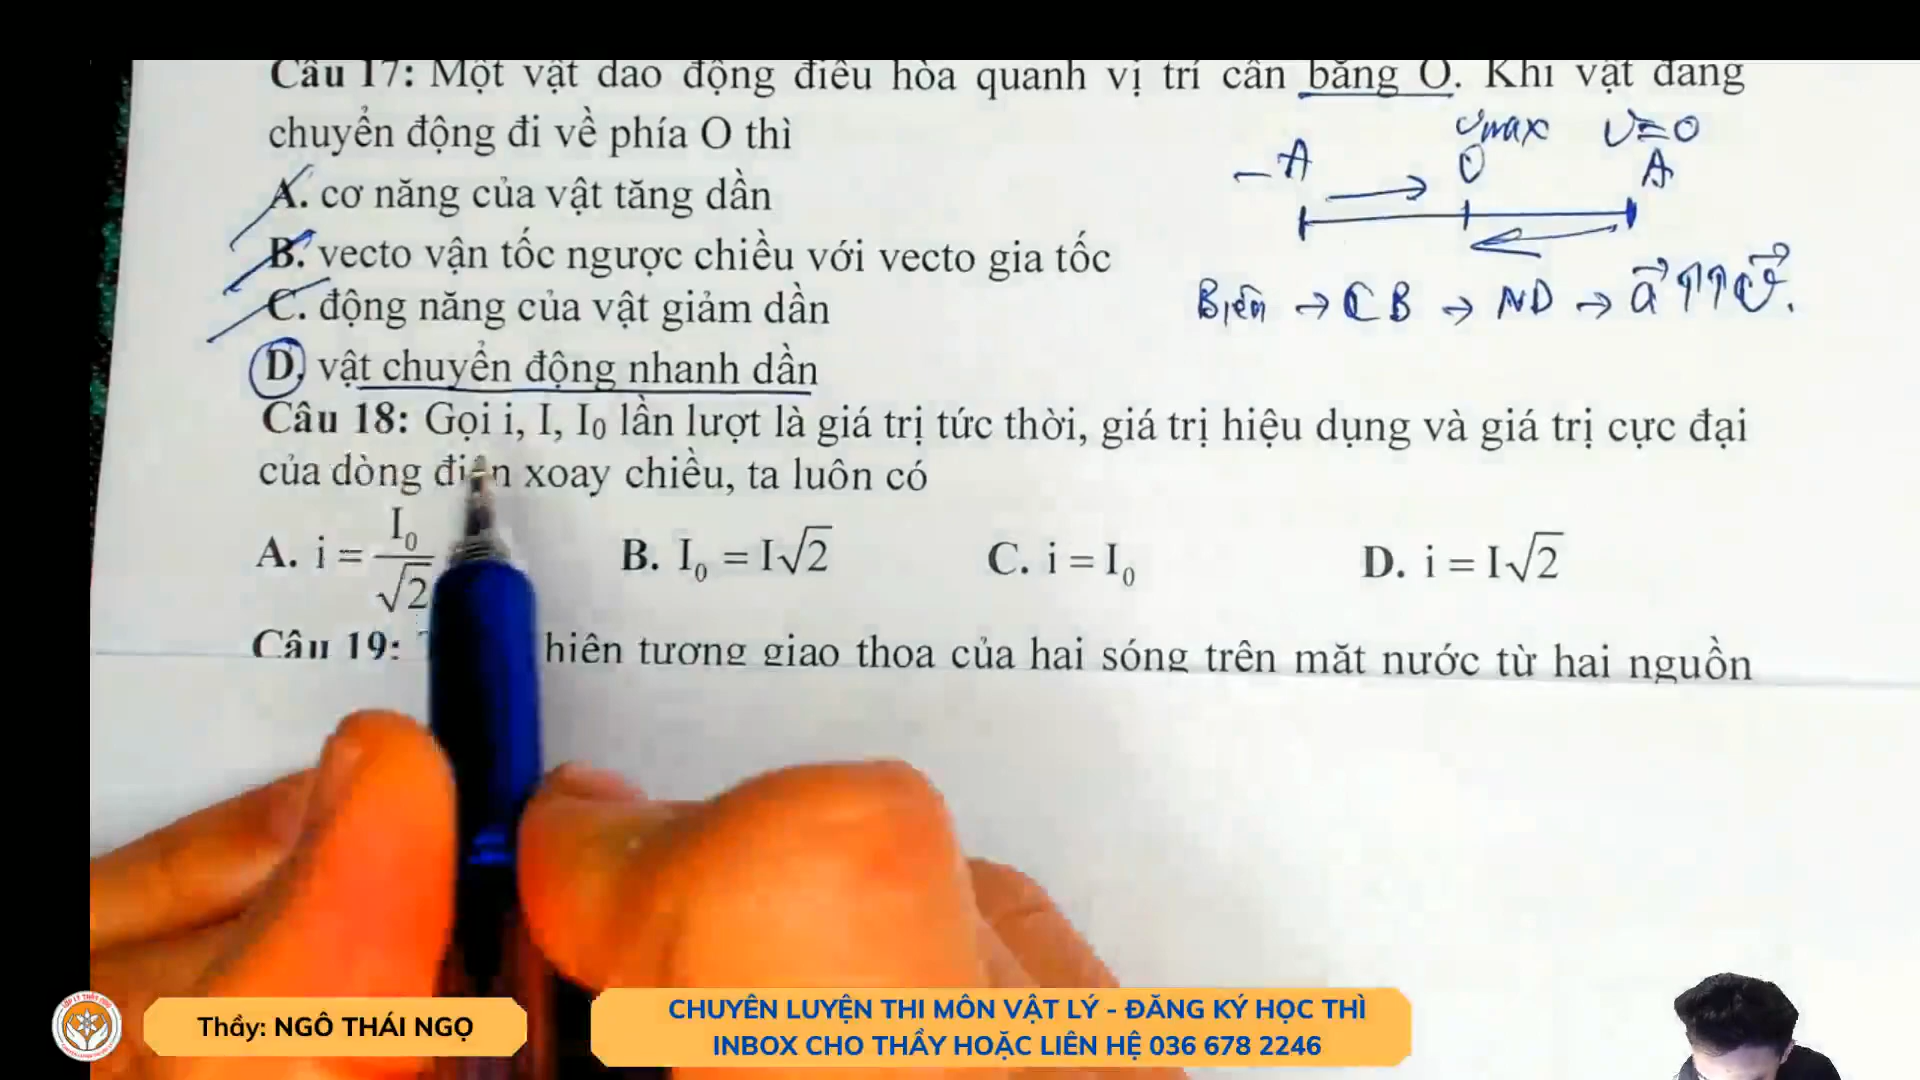 Câu 17: Một vật dao động điều hòa quanh vị trí cân bằng O. Khi vật đang
chuyển động đi về phía O thì
A. cơ năng của vật tăng dần
B. vecto vận tốc ngược chiều với vecto gia tốc
C. động năng của vật giảm dần
D. vật chuyển động nhanh dần
vmax v=0
-A O A
Biên → CB → ND → a⃗ ↑↑ v⃗.
Câu 18: Gọi i, I, I₀ lần lượt là giá trị tức thời, giá trị hiệu dụng và giá trị cực đại
của dòng điện xoay chiều, ta luôn có
A. i = I₀/√2 B. I₀ = I√2 C. i = I₀ D. i = I√2
Câu 19: hiện tượng giao thoa của hai sóng trên mặt nước từ hai nguồn
Thầy: NGÔ THÁI NGỌ
CHUYÊN LUYỆN THI MÔN VẬT LÝ - ĐĂNG KÝ HỌC THÌ
INBOX CHO THẦY HOẶC LIÊN HỆ 036 678 2246